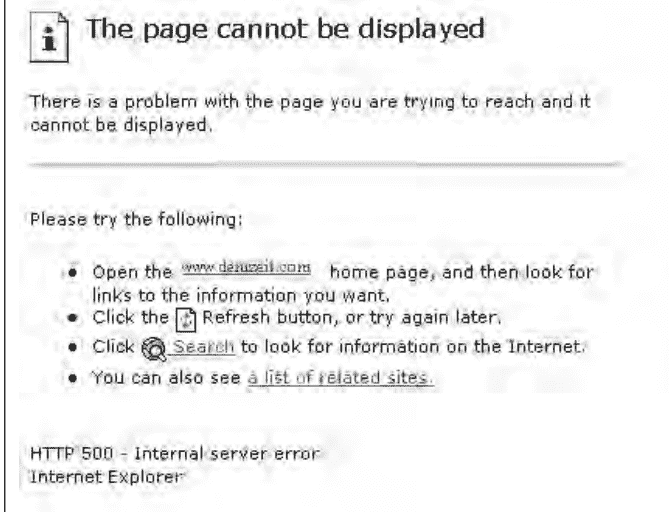 The page cannot be displayed
There is a problem with the page you are trying to reach and it
cannot be displayed.
Please try the following:
Open the home page, and then look for
links to the information you want.
Click the Refresh button, or try again later.
Click Search to look for information on the Internet.
You can also see a list of related sites.
HTTP 500 - Internal server error
Internet Explorer